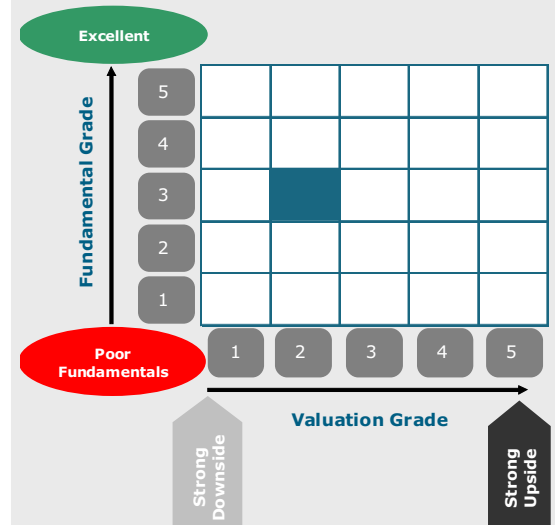 Excellent
Fundamental Grade
5
4
3
2
1
Poor
Fundamentals
1 2 3 4 5
Valuation Grade
Strong
Downside
Strong
Upside